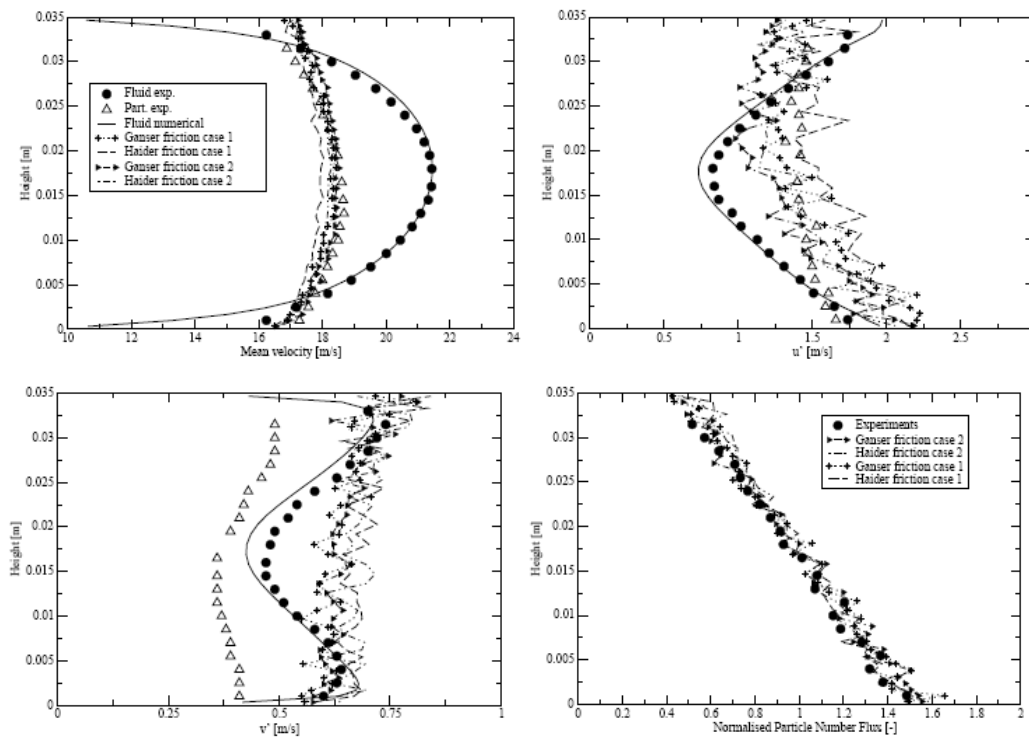 0.035
0.03
0.025
0.02
0.015
0.01
0.005
0
Height [m]
Fluid exp.
Part. exp.
Fluid numerical
Ganser friction case 1
Haider friction case 1
Ganser friction case 2
Haider friction case 2
10 12 14 16 18 20 22 24
Mean velocity [m/s]
0.035
0.03
0.025
0.02
0.015
0.01
0.005
0
Height [m]
0 0.5 1 1.5 2 2.5
u' [m/s]
0.035
0.03
0.025
0.02
0.015
0.01
0.005
0
Height [m]
0 0.25 0.5 0.75 1
v' [m/s]
0.035
0.03
0.025
0.02
0.015
0.01
0.005
0
Height [m]
Experiments
Ganser friction case 2
Haider friction case 2
Ganser friction case 1
Haider friction case 1
0 0.2 0.4 0.6 0.8 1 1.2 1.4 1.6 1.8 2
Normalised Particle Number Flux [-]